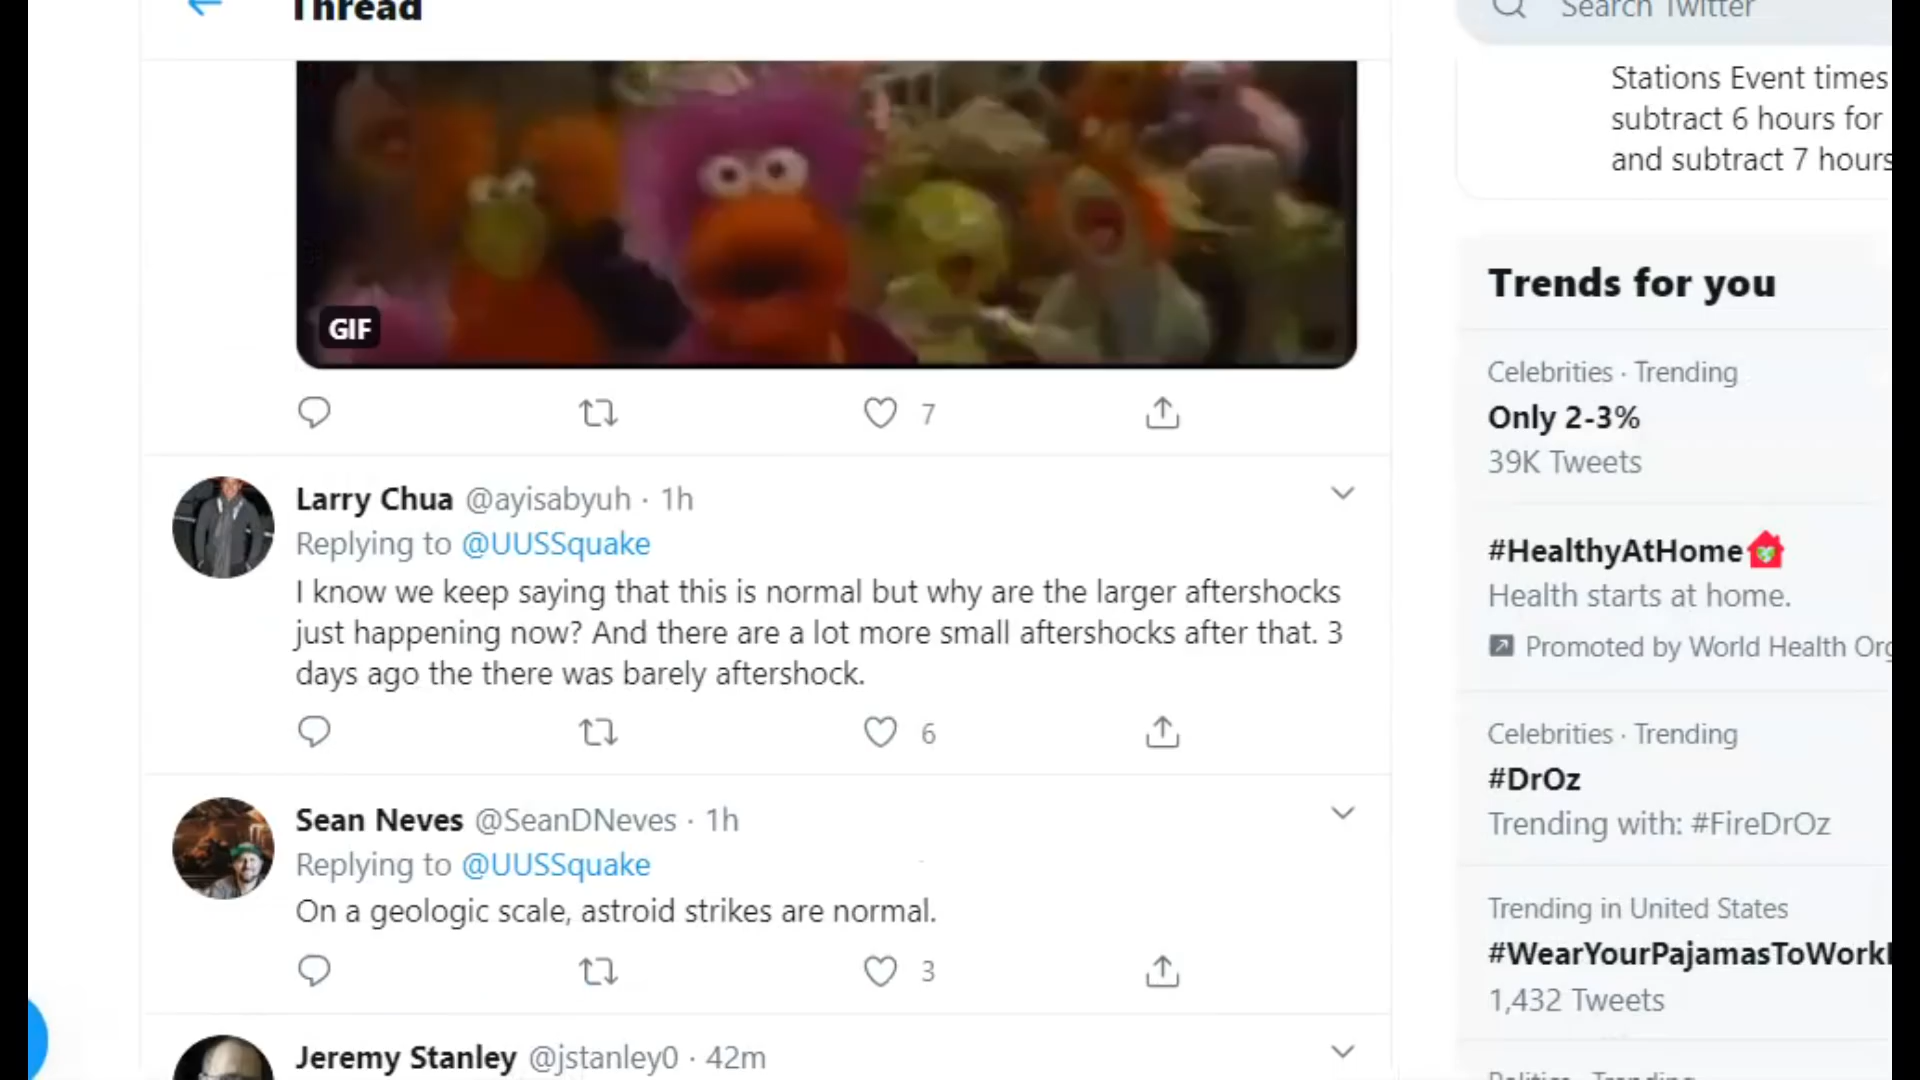 Thread
Search Twitter
GIF
7
Larry Chua @ayisabyuh · 1h
Replying to @UUSSquake
I know we keep saying that this is normal but why are the larger aftershocks
just happening now? And there are a lot more small aftershocks after that. 3
days ago the there was barely aftershock.
6
Sean Neves @SeanDNeves · 1h
Replying to @UUSSquake
On a geologic scale, astroid strikes are normal.
3
Jeremy Stanley @jstanley0 · 42m
Stations Event times
subtract 6 hours for
and subtract 7 hours
Trends for you
Celebrities · Trending
Only 2-3%
39K Tweets
#HealthyAtHome
Health starts at home.
Promoted by World Health Org
Celebrities · Trending
#DrOz
Trending with: #FireDrOz
Trending in United States
#WearYourPajamasToWork
1,432 Tweets
Politics · Trending